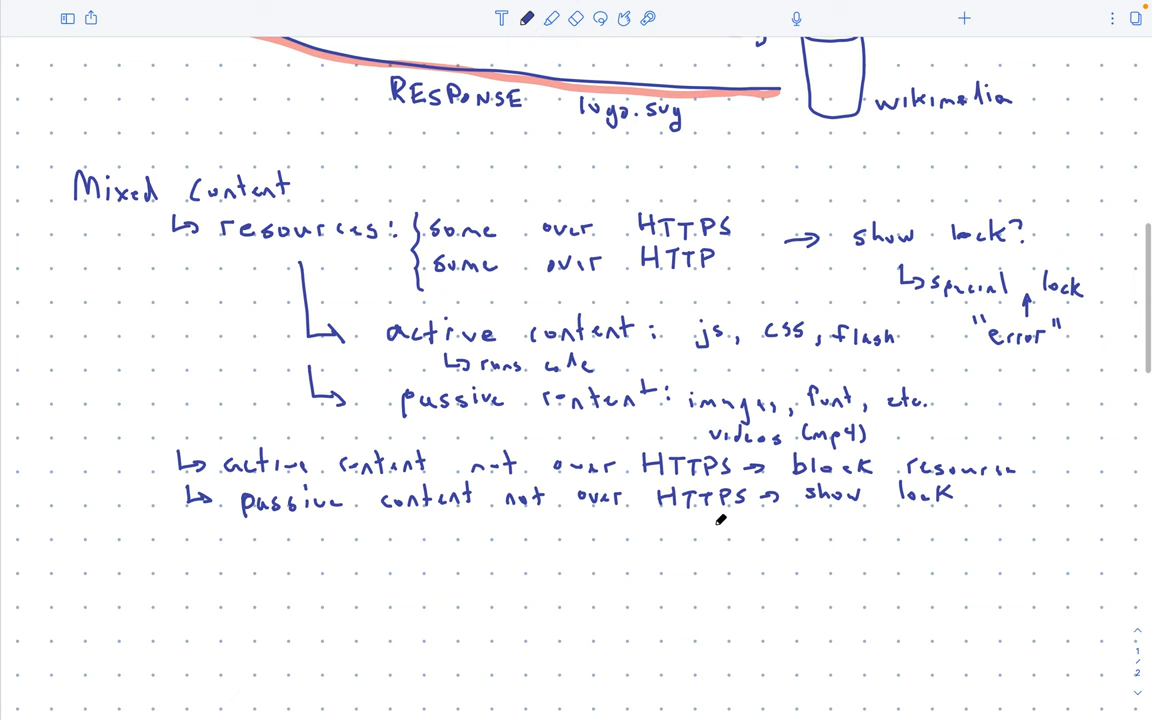 RESPONSE
logo.svg
wikimedia
Mixed Content
↳ resources: { some over HTTPS → show lock?
some over HTTP
↳ special lock
"error"
↳ active content: js, css, flash
↳ runs code
↳ passive content: images, font, etc.
videos (mp4)
↳ active content not over HTTPS → block resource
↳ passive content not over HTTPS → show lock
1/2